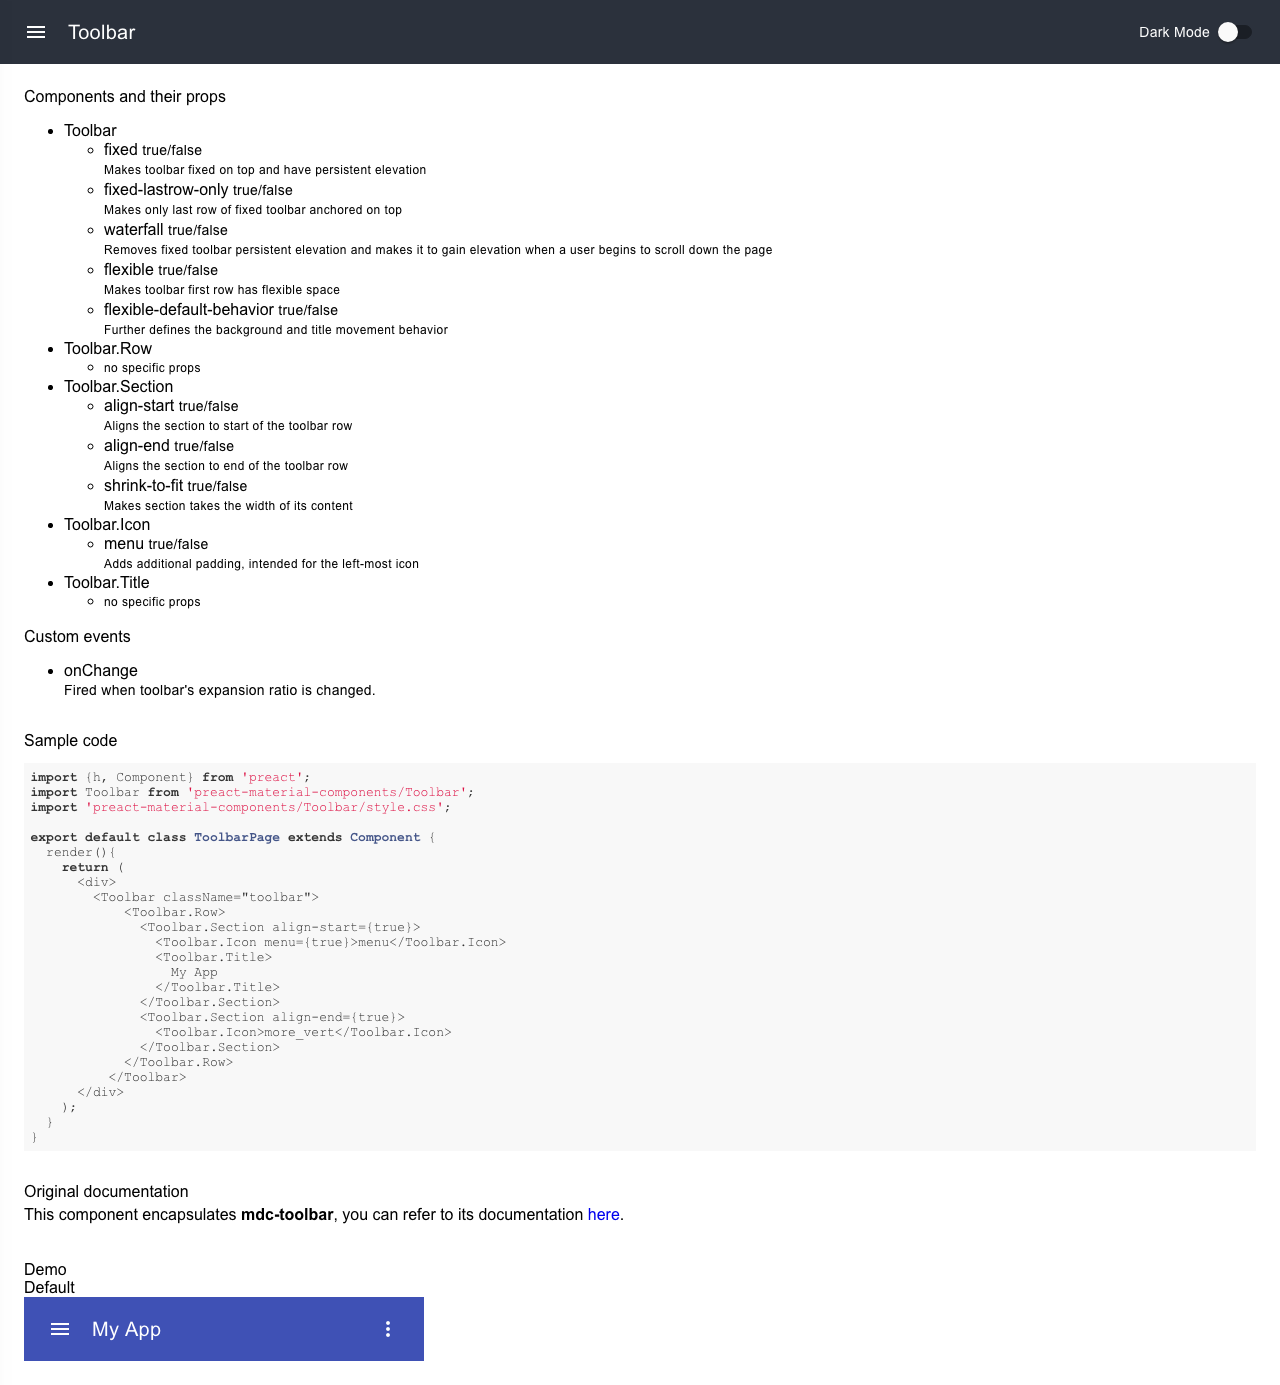 Toolbar
Dark Mode
Components and their props
Toolbar
fixed true/false
Makes toolbar fixed on top and have persistent elevation
fixed-lastrow-only true/false
Makes only last row of fixed toolbar anchored on top
waterfall true/false
Removes fixed toolbar persistent elevation and makes it to gain elevation when a user begins to scroll down the page
flexible true/false
Makes toolbar first row has flexible space
flexible-default-behavior true/false
Further defines the background and title movement behavior
Toolbar.Row
no specific props
Toolbar.Section
align-start true/false
Aligns the section to start of the toolbar row
align-end true/false
Aligns the section to end of the toolbar row
shrink-to-fit true/false
Makes section takes the width of its content
Toolbar.Icon
menu true/false
Adds additional padding, intended for the left-most icon
Toolbar.Title
no specific props
Custom events
onChange
Fired when toolbar's expansion ratio is changed.
Sample code
import {h, Component} from 'preact';
import Toolbar from 'preact-material-components/Toolbar';
import 'preact-material-components/Toolbar/style.css';
export default class ToolbarPage extends Component {
  render(){
    return (
      <div>
        <Toolbar className="toolbar">
            <Toolbar.Row>
              <Toolbar.Section align-start={true}>
                <Toolbar.Icon menu={true}>menu</Toolbar.Icon>
                <Toolbar.Title>
                  My App
                </Toolbar.Title>
              </Toolbar.Section>
              <Toolbar.Section align-end={true}>
                <Toolbar.Icon>more_vert</Toolbar.Icon>
              </Toolbar.Section>
            </Toolbar.Row>
          </Toolbar>
      </div>
    );
  }
}
Original documentation
This component encapsulates mdc-toolbar, you can refer to its documentation here.
Demo
Default
My App